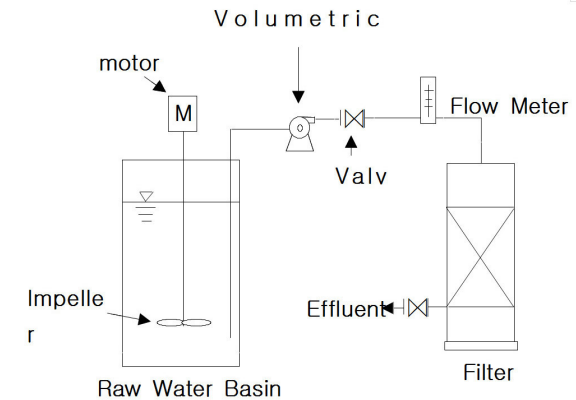 Volumetric
motor
M
Flow Meter
Valv
Impelle
r
Effluent
Filter
Raw Water Basin